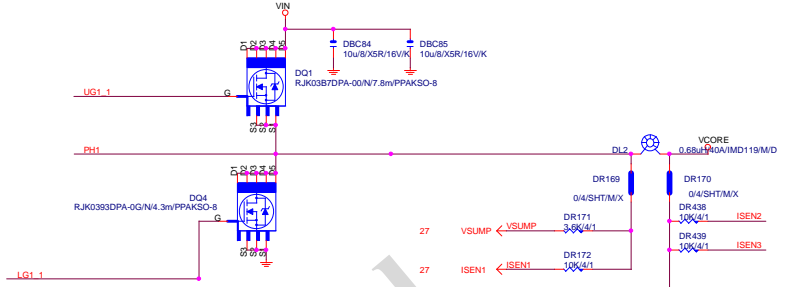 VIN
D1 D2 D3 D4 D5
DBC84
10u/8/X5R/16V/K
DBC85
10u/8/X5R/16V/K
DQ1
RJK03B7DPA-00/N/7.8m/PPAKSO-8
UG1_1
G
S3 S2 S1
PH1
DL2
VCORE
0.68uH/40A/IMD119/M/D
D1 D2 D3 D4 D5
DQ4
RJK0393DPA-0G/N/4.3m/PPAKSO-8
G
S3 S2 S1
LG1_1
DR169
0/4/SHT/M/X
DR170
0/4/SHT/M/X
DR171
3.6K/4/1
27 VSUMP VSUMP
DR438
10K/4/1
ISEN2
DR439
10K/4/1
ISEN3
DR172
10K/4/1
27 ISEN1 ISEN1